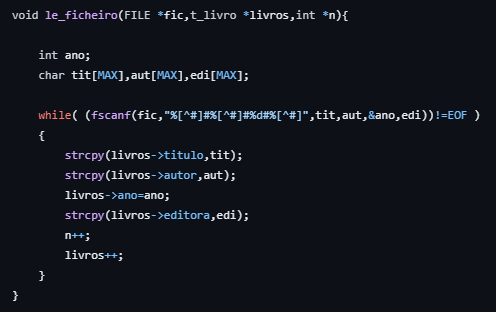 void le_ficheiro(FILE *fic,t_livro *livros,int *n){
int ano;
char tit[MAX],aut[MAX],edi[MAX];
while( (fscanf(fic,"%[^#]#%[^#]#%d#%[^#]",tit,aut,&ano,edi))!=EOF )
{
strcpy(livros->titulo,tit);
strcpy(livros->autor,aut);
livros->ano=ano;
strcpy(livros->editora,edi);
n++;
livros++;
}
}